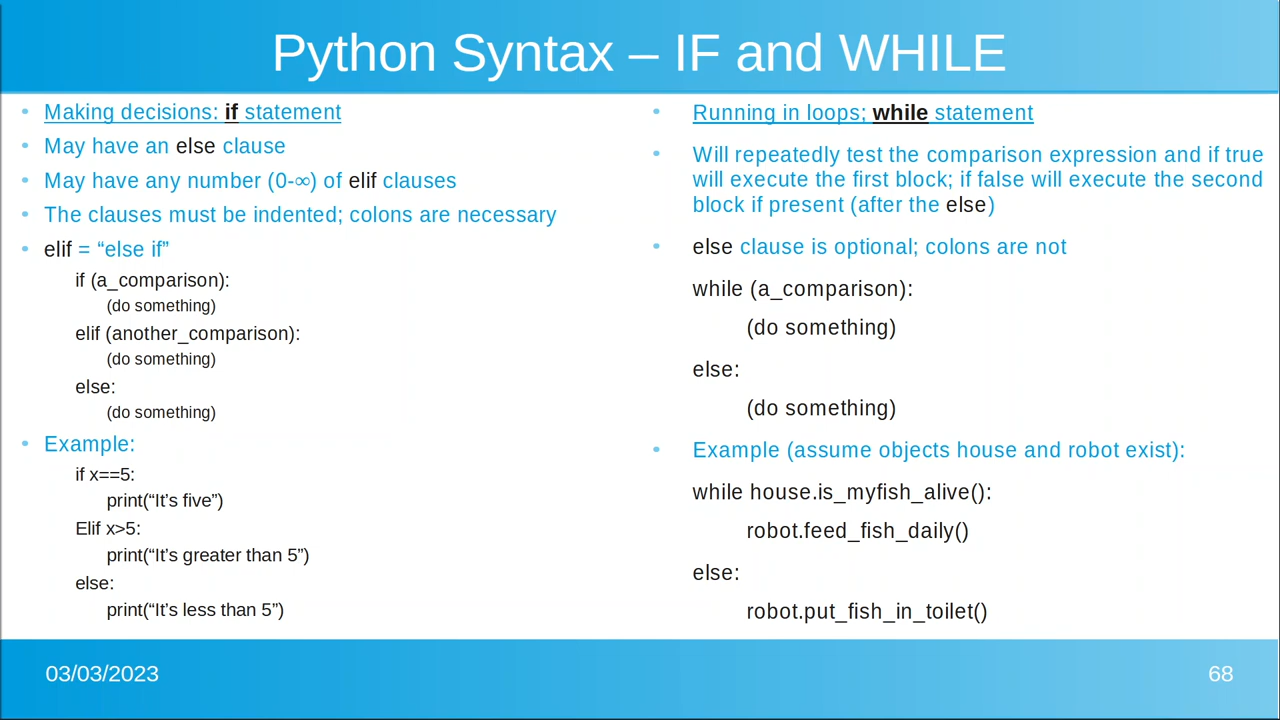 Python Syntax – IF and WHILE
Making decisions: if statement
May have an else clause
May have any number (0-∞) of elif clauses
The clauses must be indented; colons are necessary
elif = “else if”
if (a_comparison):
(do something)
elif (another_comparison):
(do something)
else:
(do something)
Example:
if x==5:
print(“It’s five”)
Elif x>5:
print(“It’s greater than 5”)
else:
print(“It’s less than 5”)
Running in loops; while statement
Will repeatedly test the comparison expression and if true
will execute the first block; if false will execute the second
block if present (after the else)
else clause is optional; colons are not
while (a_comparison):
(do something)
else:
(do something)
Example (assume objects house and robot exist):
while house.is_myfish_alive():
robot.feed_fish_daily()
else:
robot.put_fish_in_toilet()
03/03/2023
68